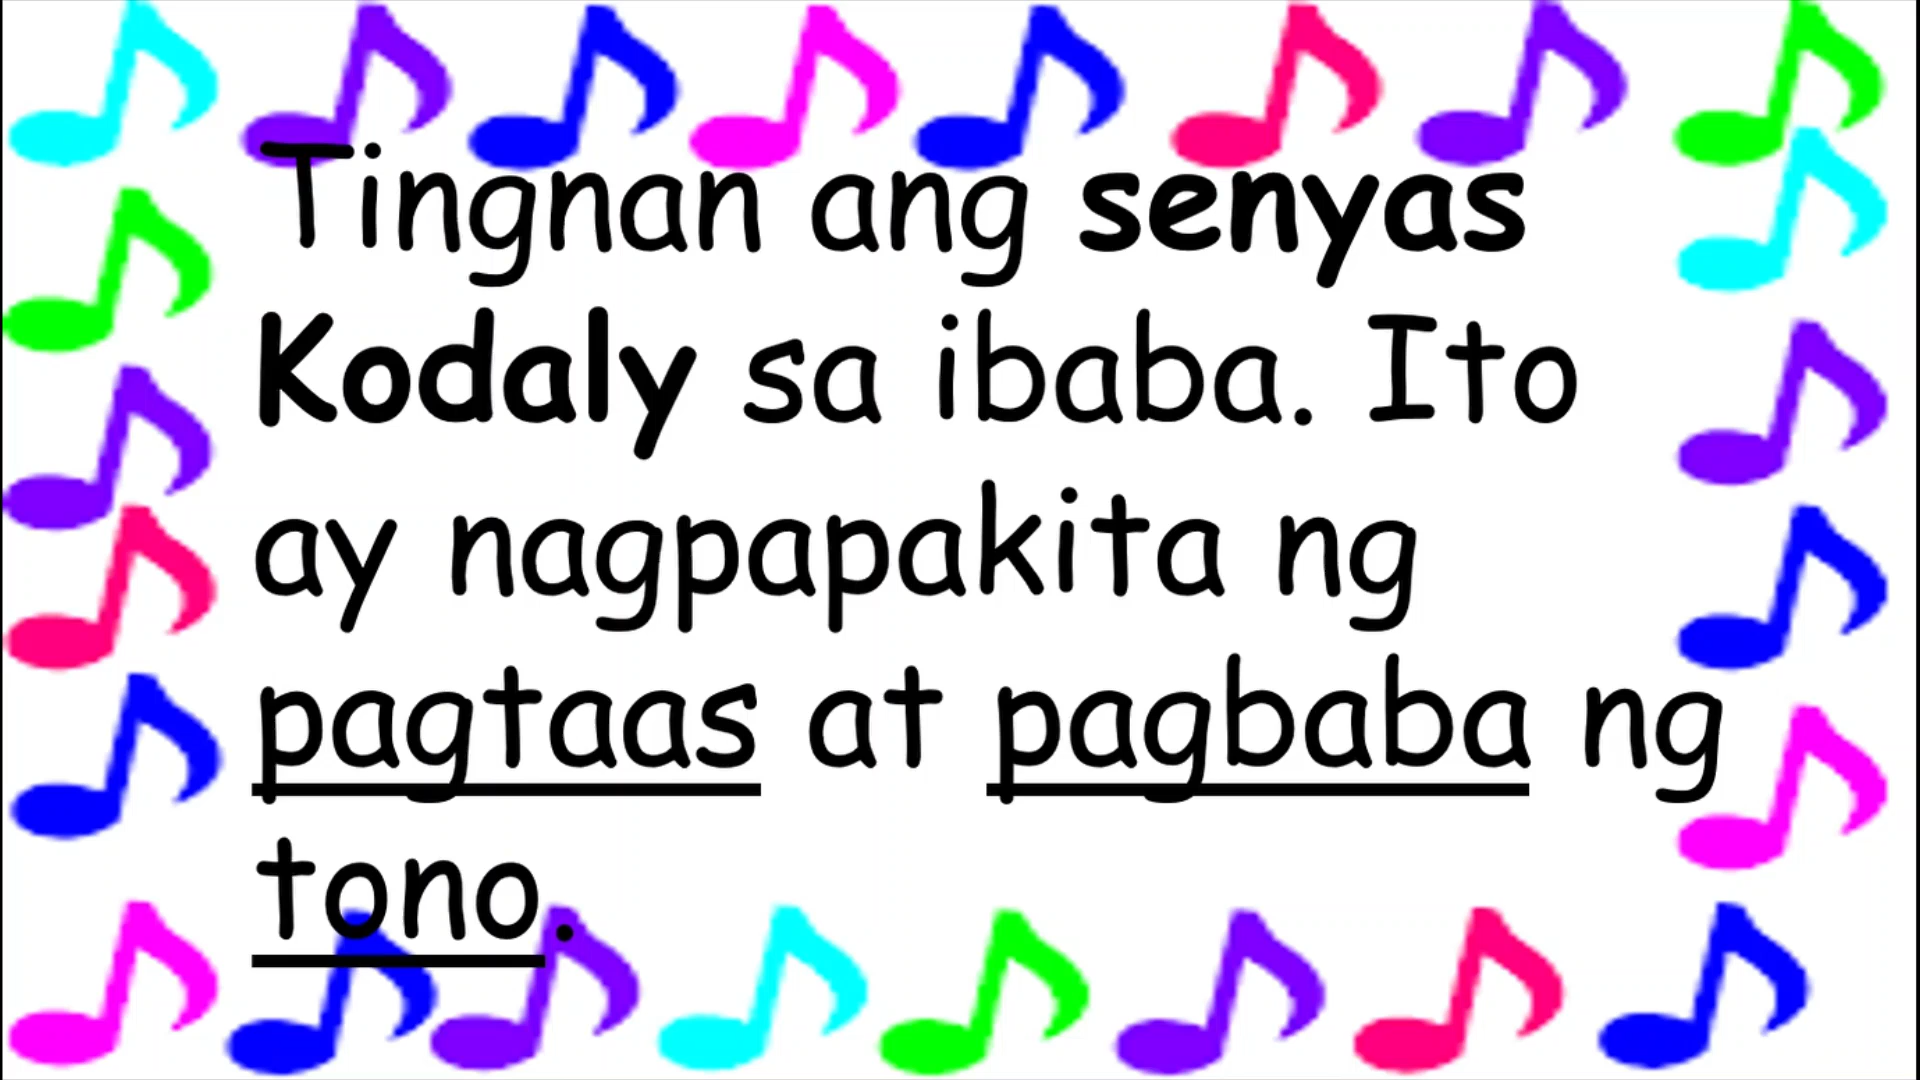 Tingnan ang senyas
Kodaly sa ibaba. Ito
ay nagpapakita ng
pagtaas at pagbaba ng
tono.